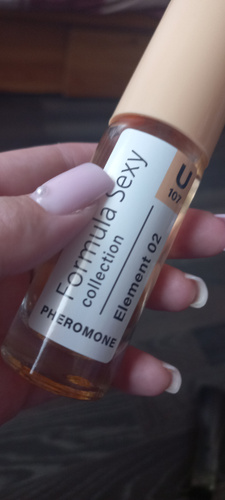 U
107
Formula Sexy
collection
Element 02
PHEROMONE